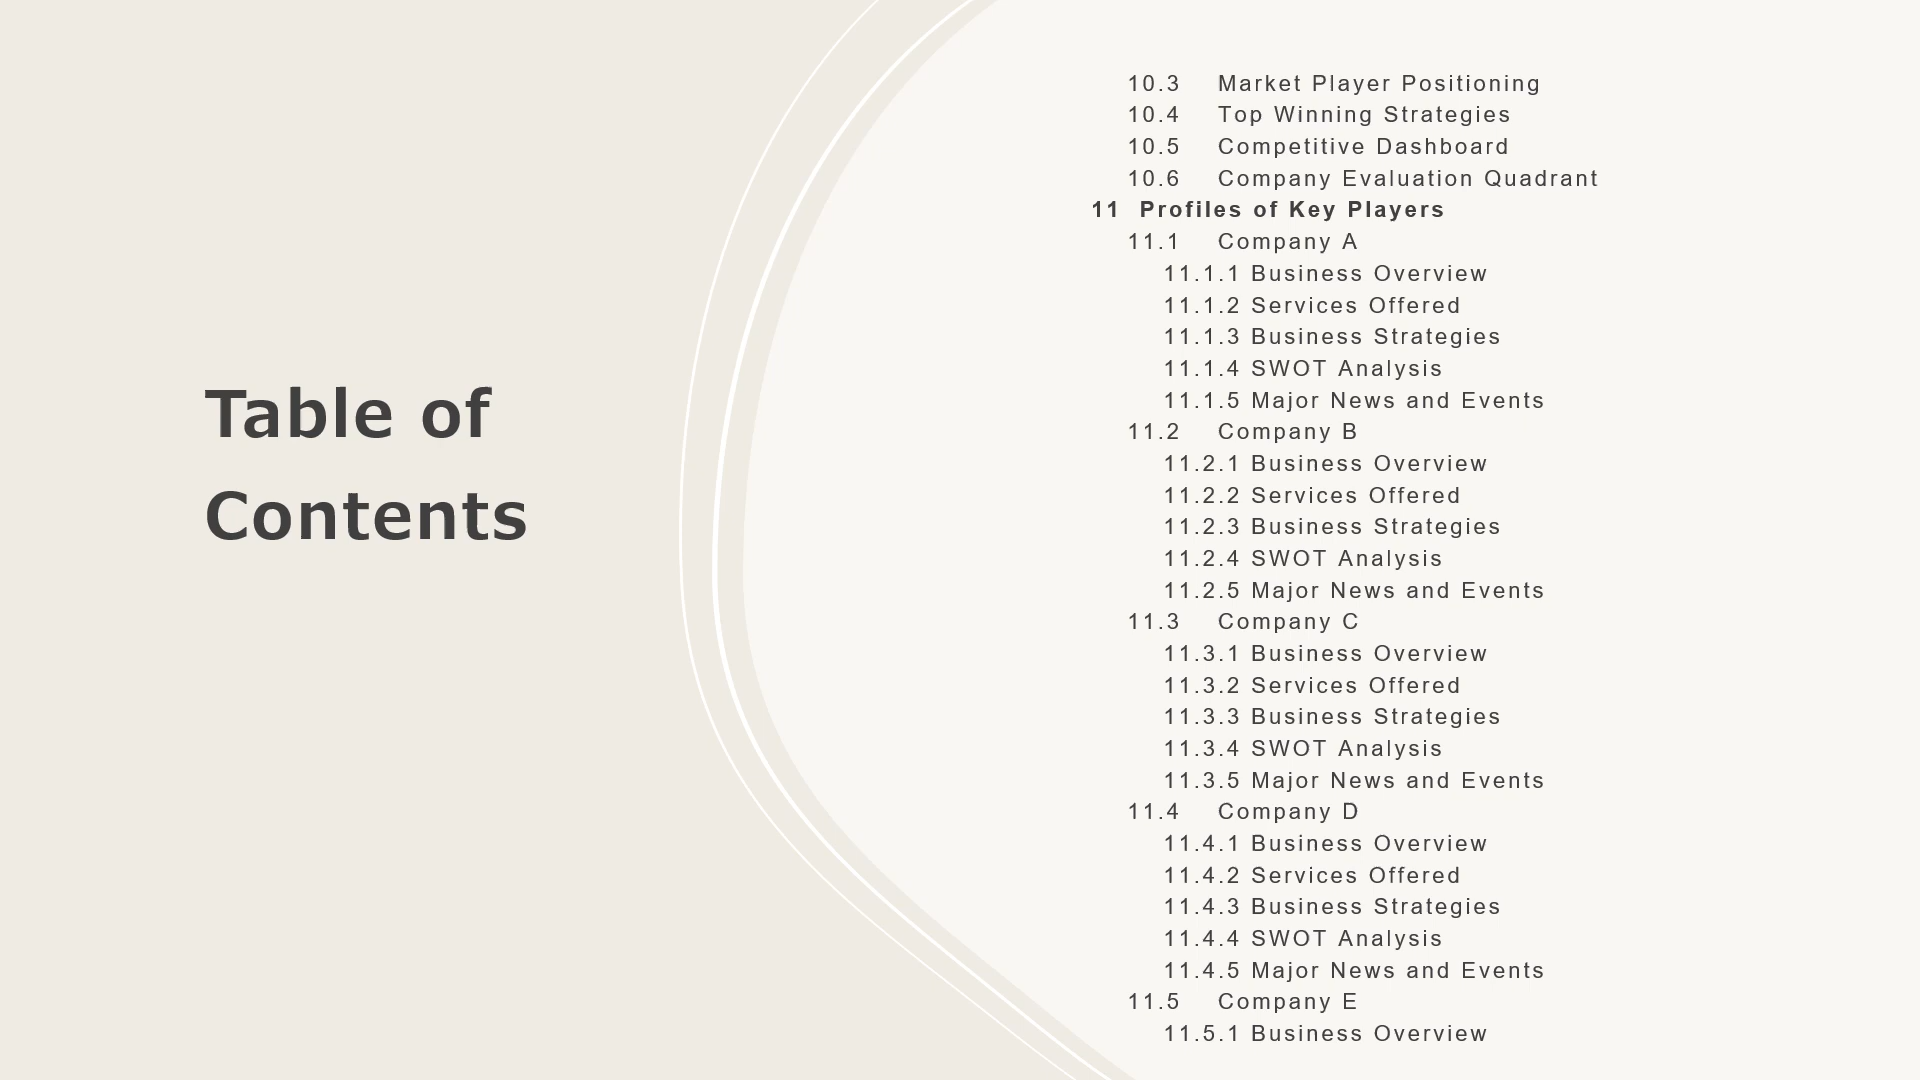 Table of
Contents
10.3 Market Player Positioning
10.4 Top Winning Strategies
10.5 Competitive Dashboard
10.6 Company Evaluation Quadrant
11 Profiles of Key Players
11.1 Company A
11.1.1 Business Overview
11.1.2 Services Offered
11.1.3 Business Strategies
11.1.4 SWOT Analysis
11.1.5 Major News and Events
11.2 Company B
11.2.1 Business Overview
11.2.2 Services Offered
11.2.3 Business Strategies
11.2.4 SWOT Analysis
11.2.5 Major News and Events
11.3 Company C
11.3.1 Business Overview
11.3.2 Services Offered
11.3.3 Business Strategies
11.3.4 SWOT Analysis
11.3.5 Major News and Events
11.4 Company D
11.4.1 Business Overview
11.4.2 Services Offered
11.4.3 Business Strategies
11.4.4 SWOT Analysis
11.4.5 Major News and Events
11.5 Company E
11.5.1 Business Overview